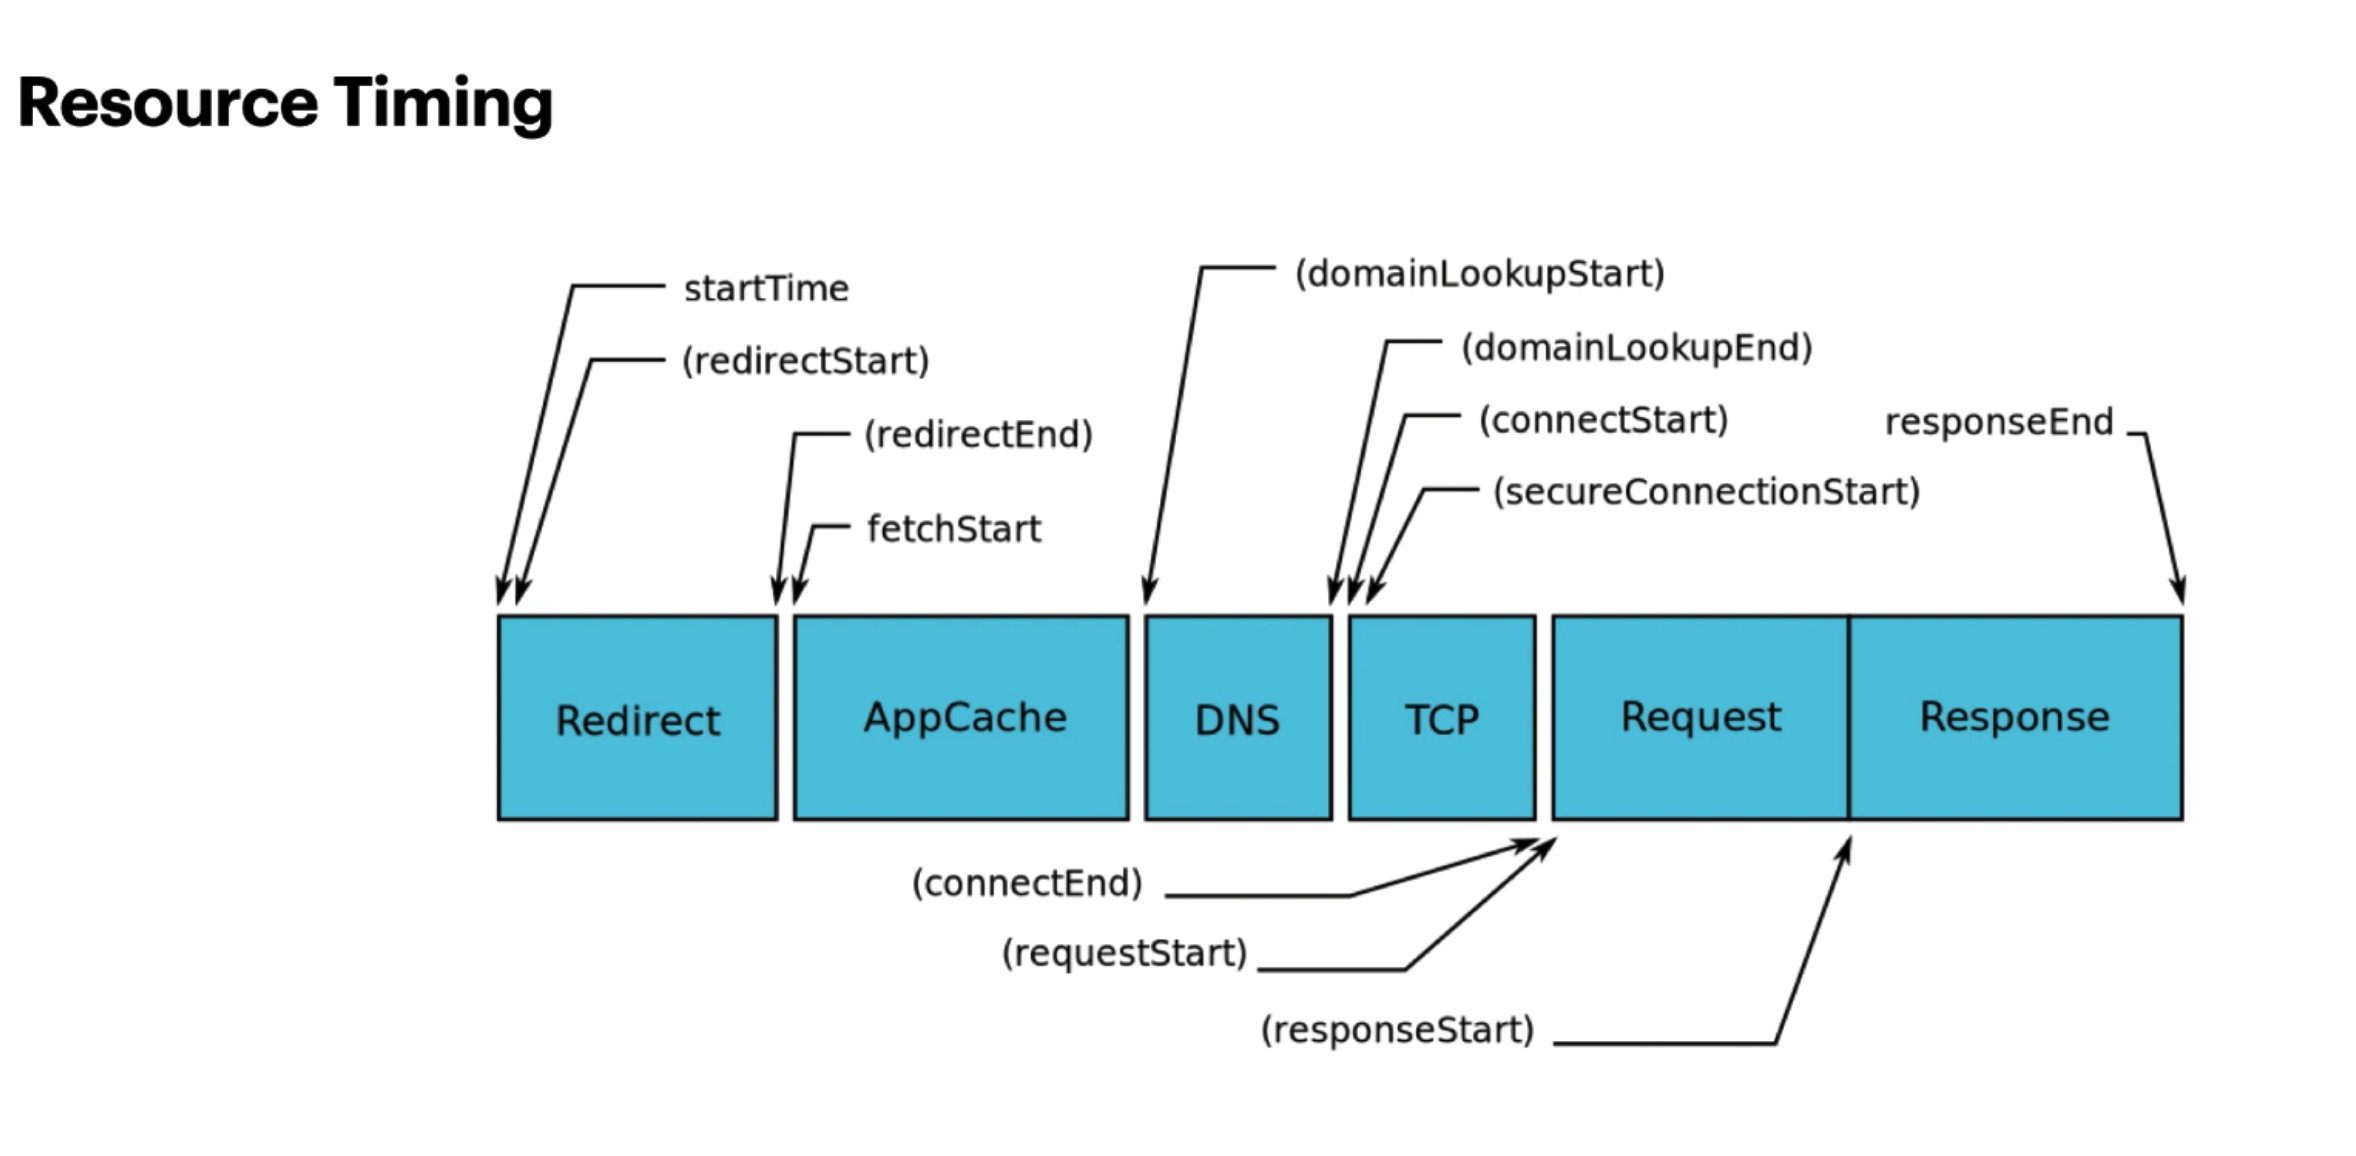 Resource Timing
startTime
(redirectStart)
(redirectEnd)
fetchStart
(domainLookupStart)
(domainLookupEnd)
(connectStart)
(secureConnectionStart)
responseEnd
Redirect
AppCache
DNS
TCP
Request
Response
(connectEnd)
(requestStart)
(responseStart)